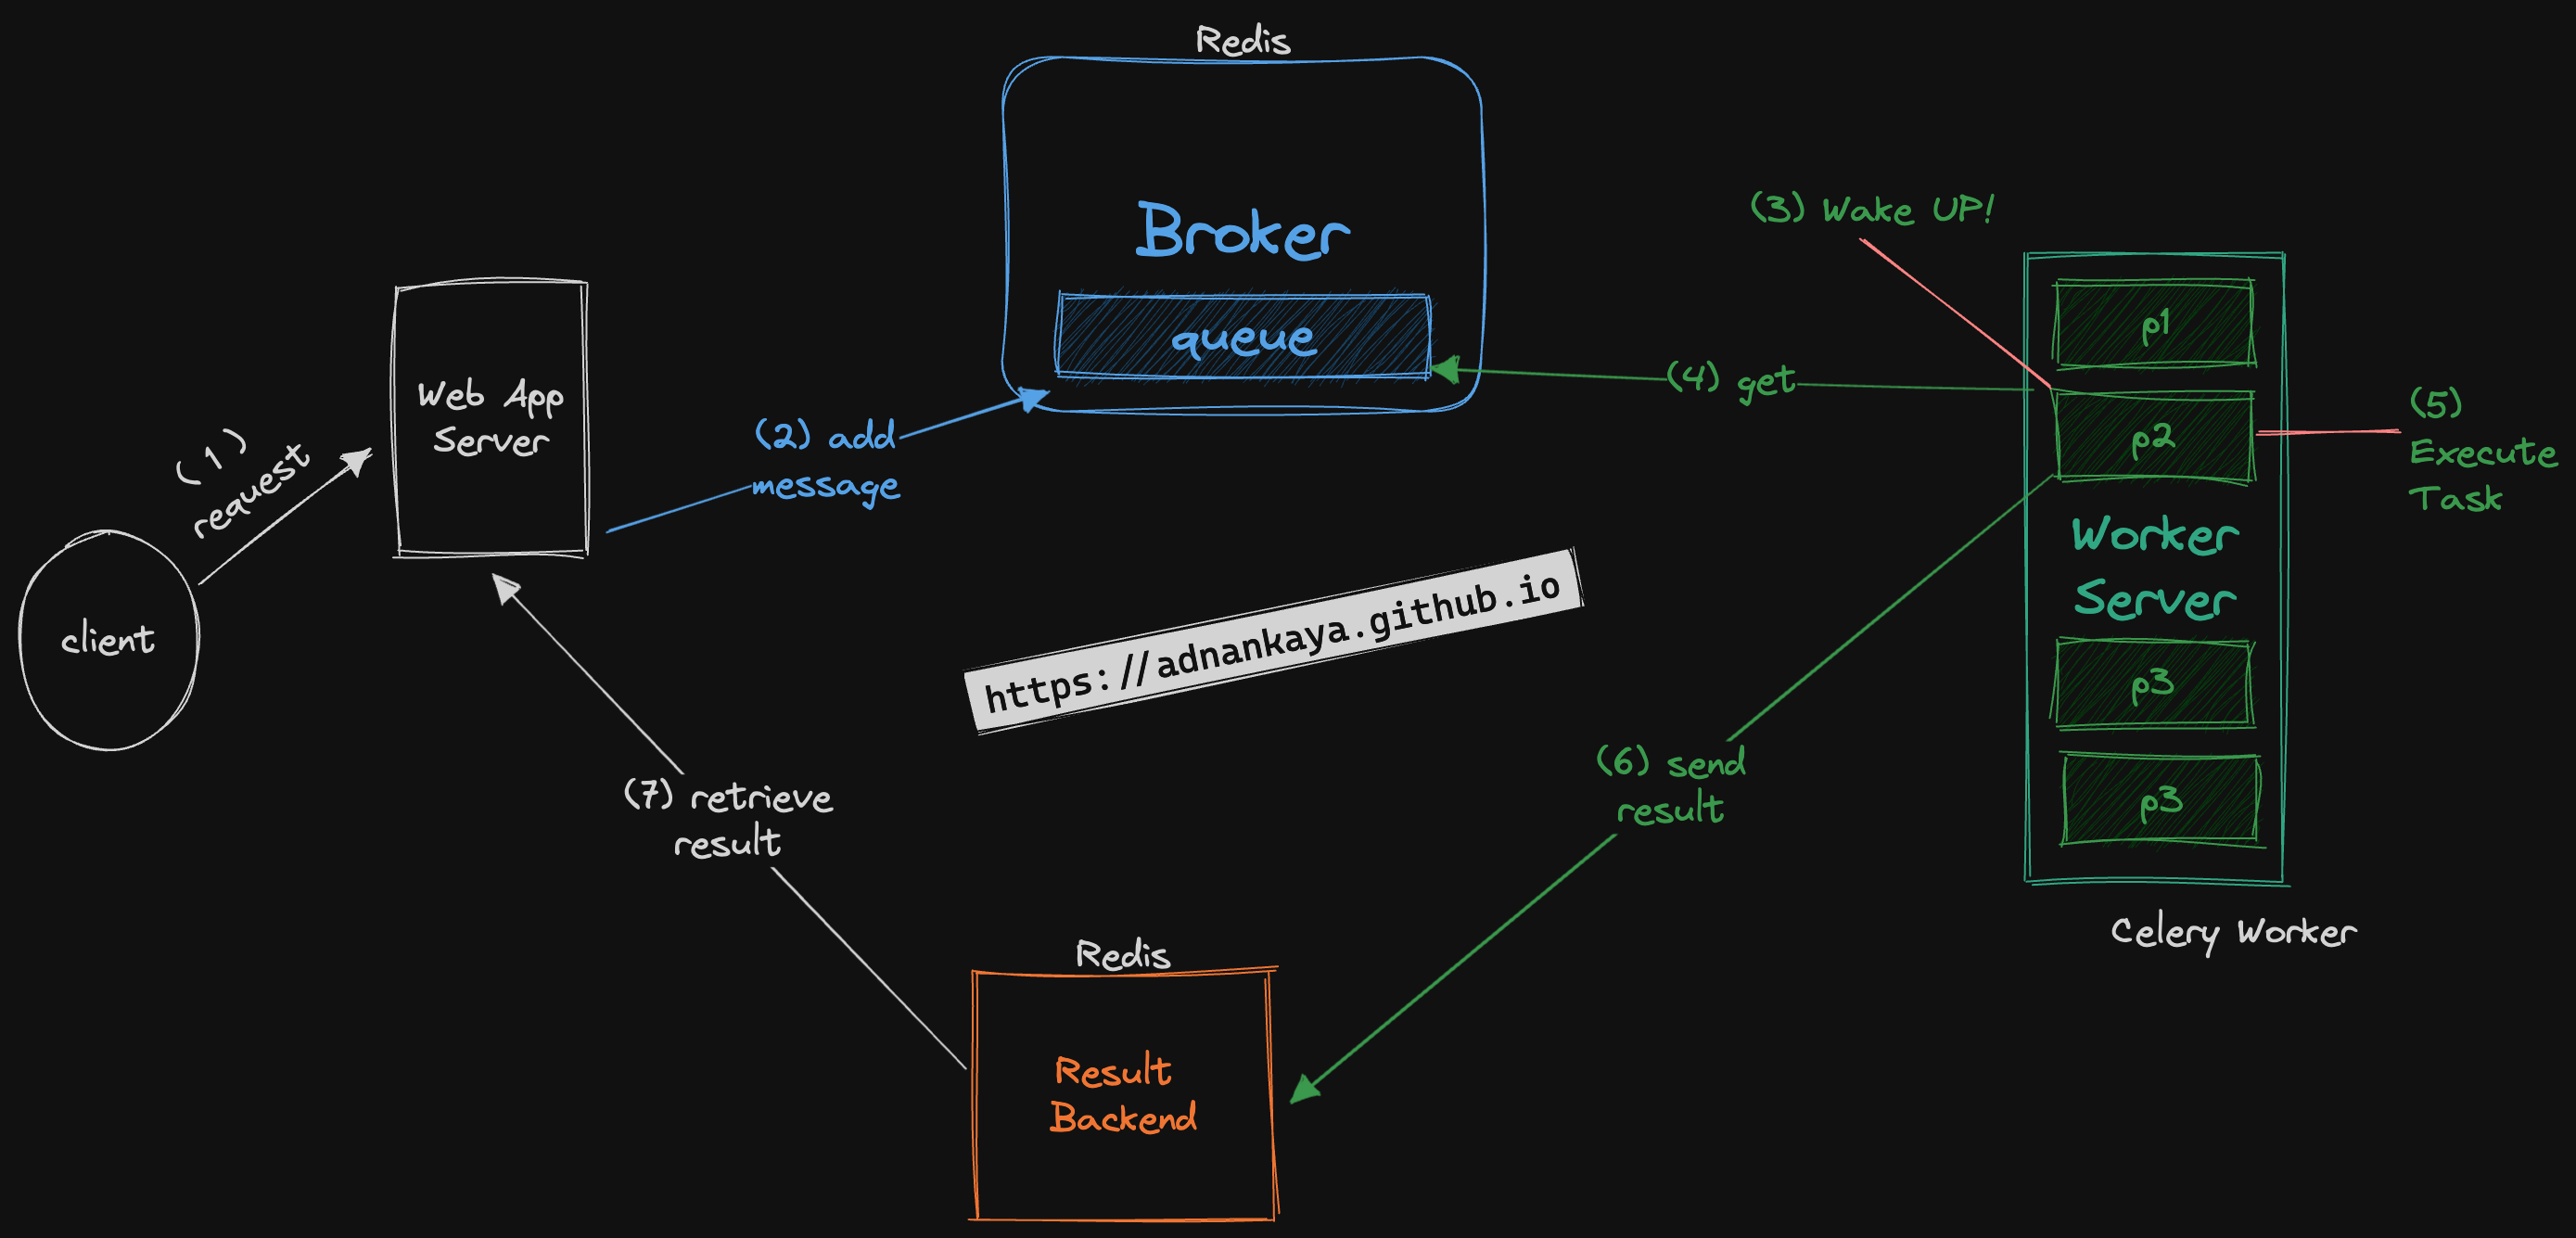 Redis
Broker
queue
(3) Wake UP!
(4) get
p1
p2
(5)
Execute
Task
Worker
Server
p3
p3
Celery Worker
Web App
Server
(1)
request
client
(2) add
message
https://adnankaya.github.io
(6) send
result
(7) retrieve
result
Redis
Result
Backend